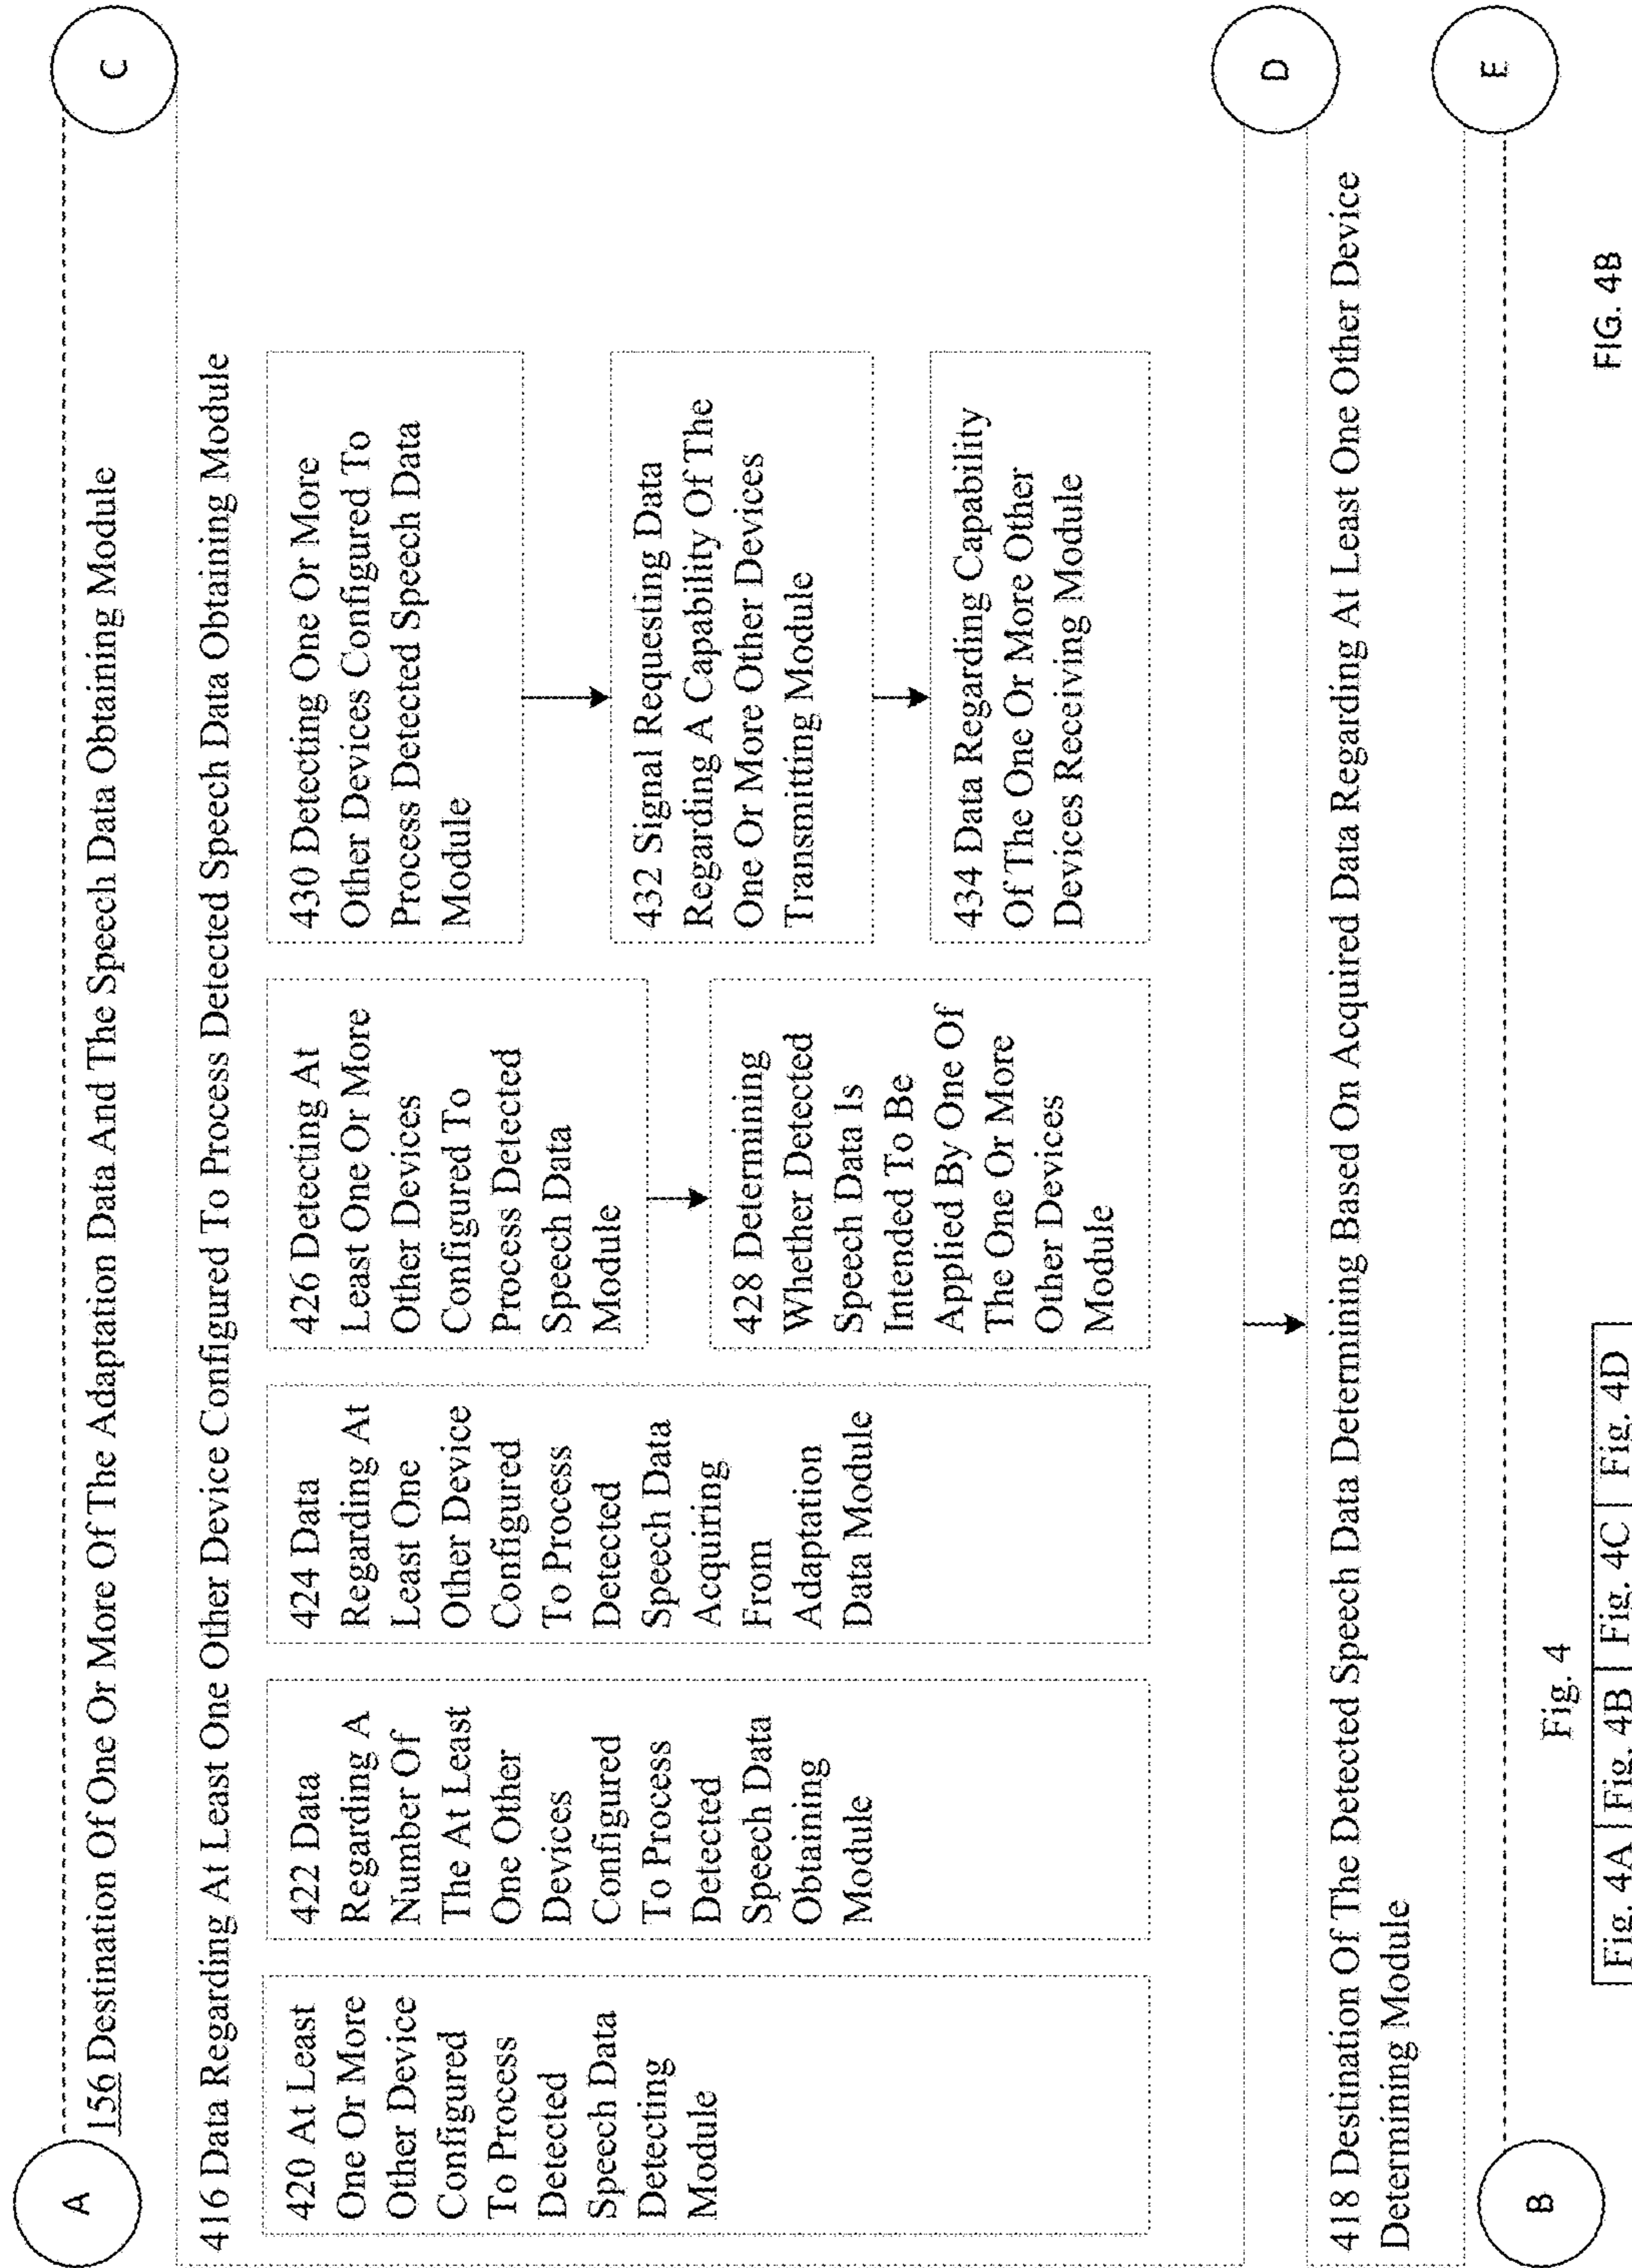 A
C
156 Destination Of One Or More Of The Adaptation Data And The Speech Data Obtaining Module
416 Data Regarding At Least One Other Device Configured To Process Detected Speech Data Obtaining Module
420 At Least
One Or More
Other Device
Configured
To Process
Detected
Speech Data
Detecting
Module
422 Data
Regarding A
Number Of
The At Least
One Other
Devices
Configured
To Process
Detected
Speech Data
Obtaining
Module
424 Data
Regarding At
Least One
Other Device
Configured
To Process
Detected
Speech Data
Acquiring
From
Adaptation
Data Module
426 Detecting At
Least One Or More
Other Devices
Configured To
Process Detected
Speech Data
Module
428 Determining
Whether Detected
Speech Data Is
Intended To Be
Applied By One Of
The One Or More
Other Devices
Module
430 Detecting One Or More
Other Devices Configured To
Process Detected Speech Data
Module
432 Signal Requesting Data
Regarding A Capability Of The
One Or More Other Devices
Transmitting Module
434 Data Regarding Capability
Of The One Or More Other
Devices Receiving Module
D
418 Destination Of The Detected Speech Data Determining Based On Acquired Data Regarding At Least One Other Device
Determining Module
B
E
Fig. 4
Fig. 4A Fig. 4B Fig. 4C Fig. 4D
FIG. 4B